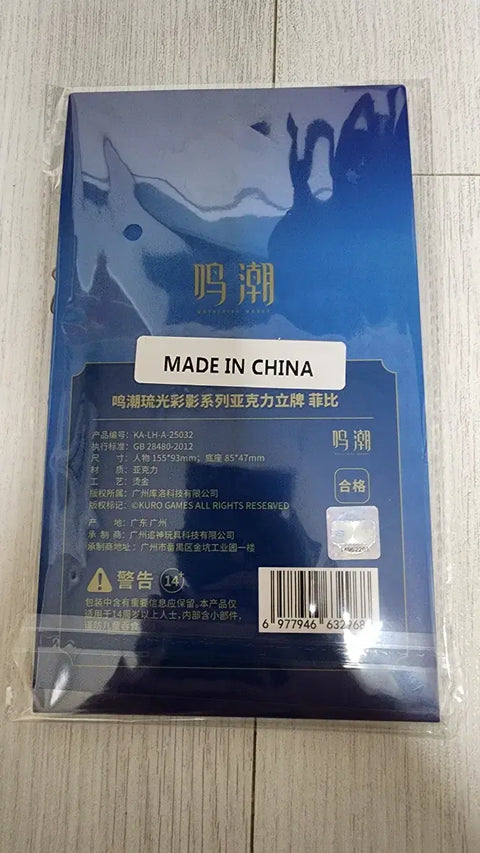 鸣潮
WUTHERING WAVES
MADE IN CHINA
鸣潮琉光彩影系列亚克力立牌 菲比
产品编号：KA-LH-A-25032
执行标准：GB 28480-2012
尺 寸：人物 155*93mm；底座 85*47mm
材 质：亚克力
工 艺：烫金
版权所属：广州库洛科技有限公司
版权标记：©KURO GAMES ALL RIGHTS RESERVED
产 地：广东 广州
承 制 商：广州追神玩具科技有限公司
承制商地址：广州市番禺区金坑工业园一楼
鸣潮
合格
警告 14+
包装中含有重要信息应保留，本产品仅
适用于14周岁以上人士，内部含小部件，
谨防儿童吞食
6 977946